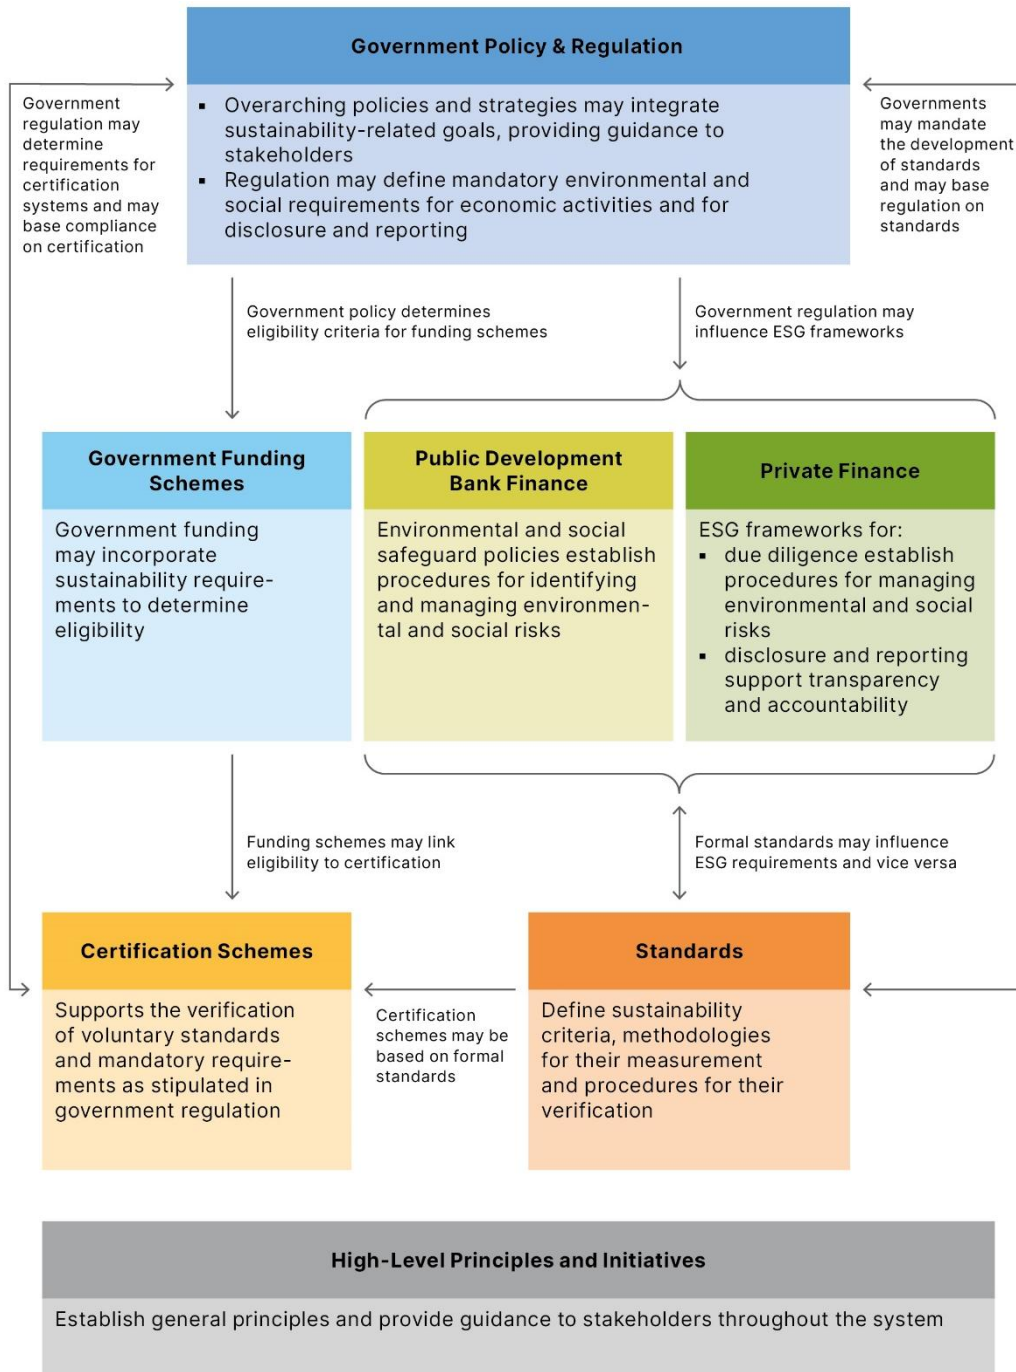 Government Policy & Regulation
▪ Overarching policies and strategies may integrate
sustainability-related goals, providing guidance to
stakeholders
▪ Regulation may define mandatory environmental and
social requirements for economic activities and for
disclosure and reporting
Government
regulation may
determine
requirements for
certification
systems and may
base compliance
on certification
Governments
may mandate
the development
of standards
and may base
regulation on
standards
Government policy determines
eligibility criteria for funding schemes
Government regulation may
influence ESG frameworks
Government Funding
Schemes
Government funding
may incorporate
sustainability require-
ments to determine
eligibility
Public Development
Bank Finance
Environmental and social
safeguard policies establish
procedures for identifying
and managing environmen-
tal and social risks
Private Finance
ESG frameworks for:
▪ due diligence establish
procedures for managing
environmental and social
risks
▪ disclosure and reporting
support transparency
and accountability
Funding schemes may link
eligibility to certification
Formal standards may influence
ESG requirements and vice versa
Certification Schemes
Supports the verification
of voluntary standards
and mandatory require-
ments as stipulated in
government regulation
Certification
schemes may be
based on formal
standards
Standards
Define sustainability
criteria, methodologies
for their measurement
and procedures for their
verification
High-Level Principles and Initiatives
Establish general principles and provide guidance to stakeholders throughout the system